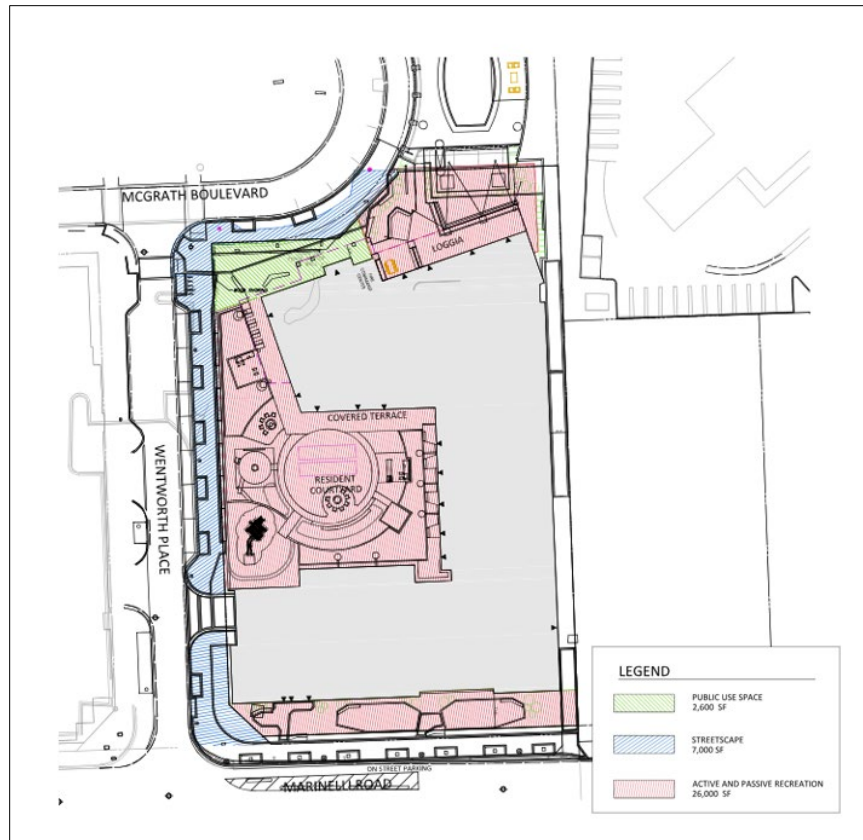 MCGRATH BOULEVARD
LOGGIA
COVERED TERRACE
RESIDENT
COURTYARD
WENTWORTH PLACE
LEGEND
PUBLIC USE SPACE
2,600 SF
STREETSCAPE
7,000 SF
ACTIVE AND PASSIVE RECREATION
26,000 SF
ON STREET PARKING
MARINELLI ROAD